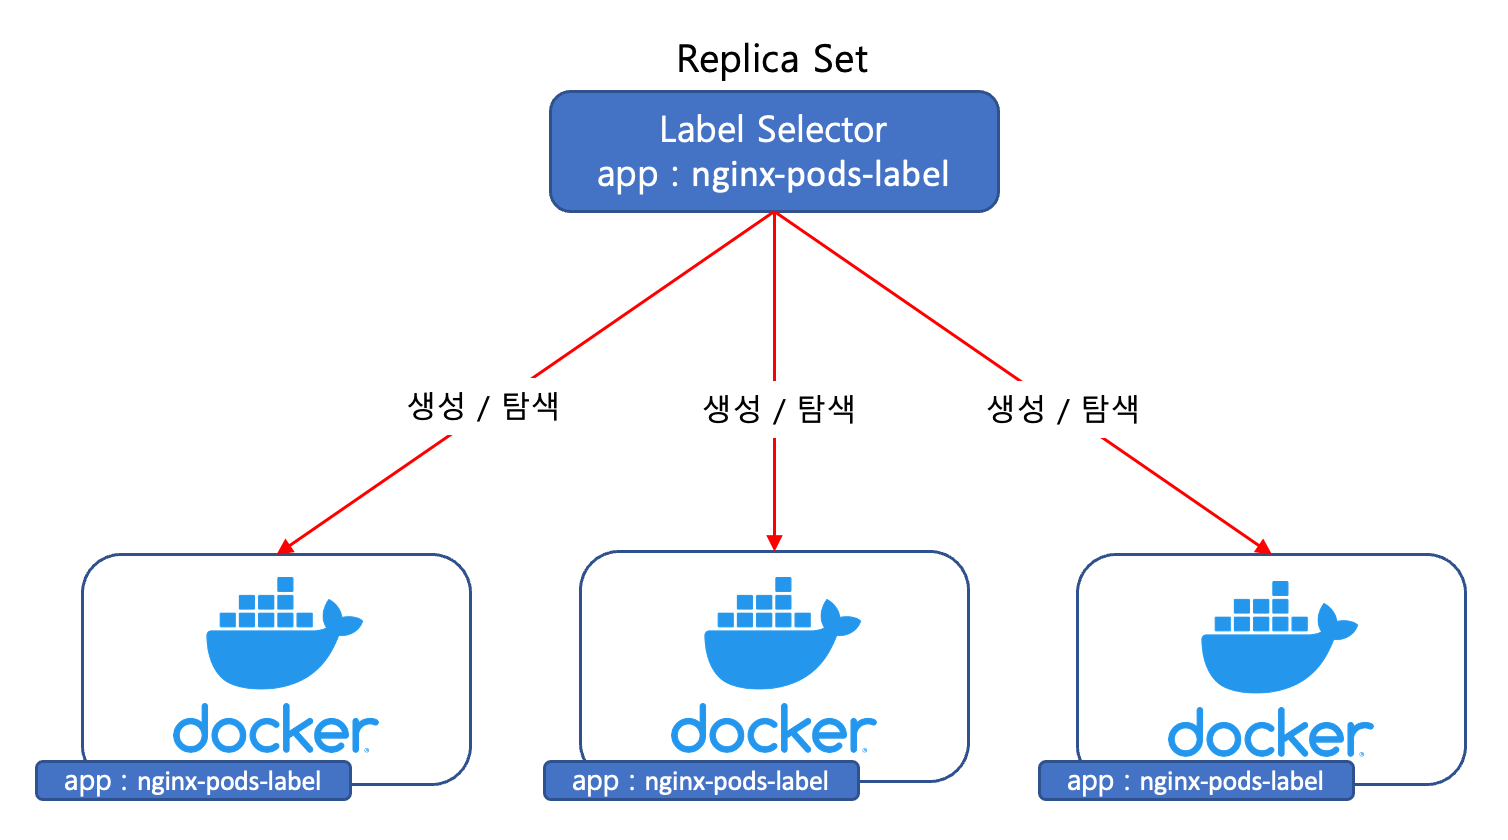 Replica Set
Label Selector
app : nginx-pods-label
생성 / 탐색
생성 / 탐색
생성 / 탐색
docker
docker
docker
app : nginx-pods-label
app : nginx-pods-label
app : nginx-pods-label